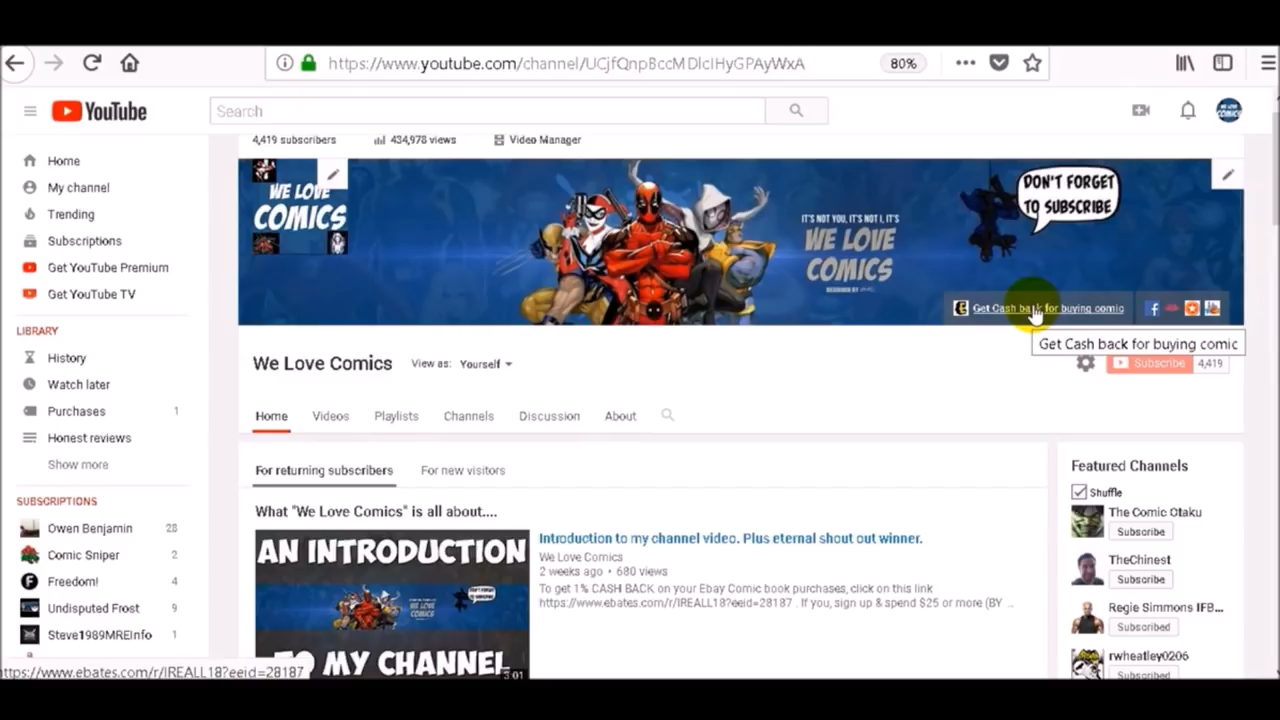 https://www.youtube.com/channel/UCjfQnpBccMDlcIHyGPAyWxA
80%
YouTube
Search
WE LOVE COMICS
4,419 subscribers
434,978 views
Video Manager
Home
My channel
Trending
Subscriptions
Get YouTube Premium
Get YouTube TV
LIBRARY
History
Watch later
Purchases 1
Honest reviews
Show more
SUBSCRIPTIONS
Owen Benjamin 28
Comic Sniper 2
Freedom! 4
Undisputed Frost 9
Steve1989MREInfo 1
https://www.ebates.com/r/IREALL18?eeid=28187
WE LOVE
COMICS
IT'S NOT YOU, IT'S NOT I, IT'S
WE LOVE
COMICS
DON'T FORGET
TO SUBSCRIBE
Get Cash back for buying comic
Get Cash back for buying comic
We Love Comics
View as: Yourself
Subscribe 4,419
Home
Videos
Playlists
Channels
Discussion
About
For returning subscribers
For new visitors
What "We Love Comics" is all about....
AN INTRODUCTION
WE LOVE
COMICS
TO MY CHANNEL
3:01
Introduction to my channel video. Plus eternal shout out winner.
We Love Comics
2 weeks ago • 680 views
To get 1% CASH BACK on your Ebay Comic book purchases, click on this link
https://www.ebates.com/r/IREALL18?eeid=28187 . If you, sign up & spend $25 or more (BY ...
Featured Channels
Shuffle
The Comic Otaku
Subscribe
TheChinest
Subscribe
Regie Simmons IFB...
Subscribed
rwheatley0206
Subscribed